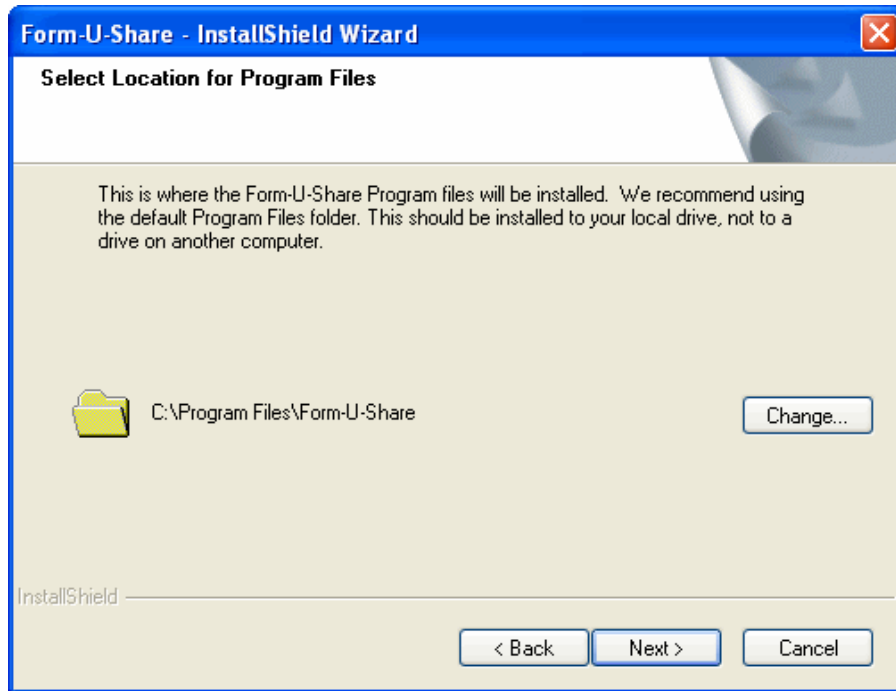 Form-U-Share - InstallShield Wizard
Select Location for Program Files
This is where the Form-U-Share Program files will be installed.  We recommend using
the default Program Files folder. This should be installed to your local drive, not to a
drive on another computer.
C:\Program Files\Form-U-Share
Change...
InstallShield
< Back
Next >
Cancel